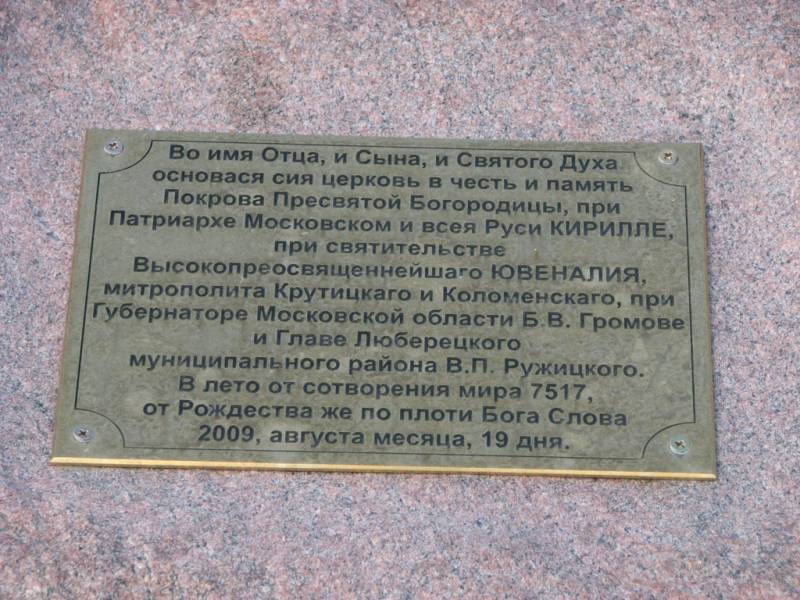 Во имя Отца, и Сына, и Святого Духа
основася сия церковь в честь и память
Покрова Пресвятой Богородицы, при
Патриархе Московском и всея Руси КИРИЛЛЕ,
при святительстве
Высокопреосвященнейшаго ЮВЕНАЛИЯ,
митрополита Крутицкаго и Коломенскаго, при
Губернаторе Московской области Б.В. Громове
и Главе Люберецкого
муниципального района В.П. Ружицкого.
В лето от сотворения мира 7517,
от Рождества же по плоти Бога Слова
2009, августа месяца, 19 дня.